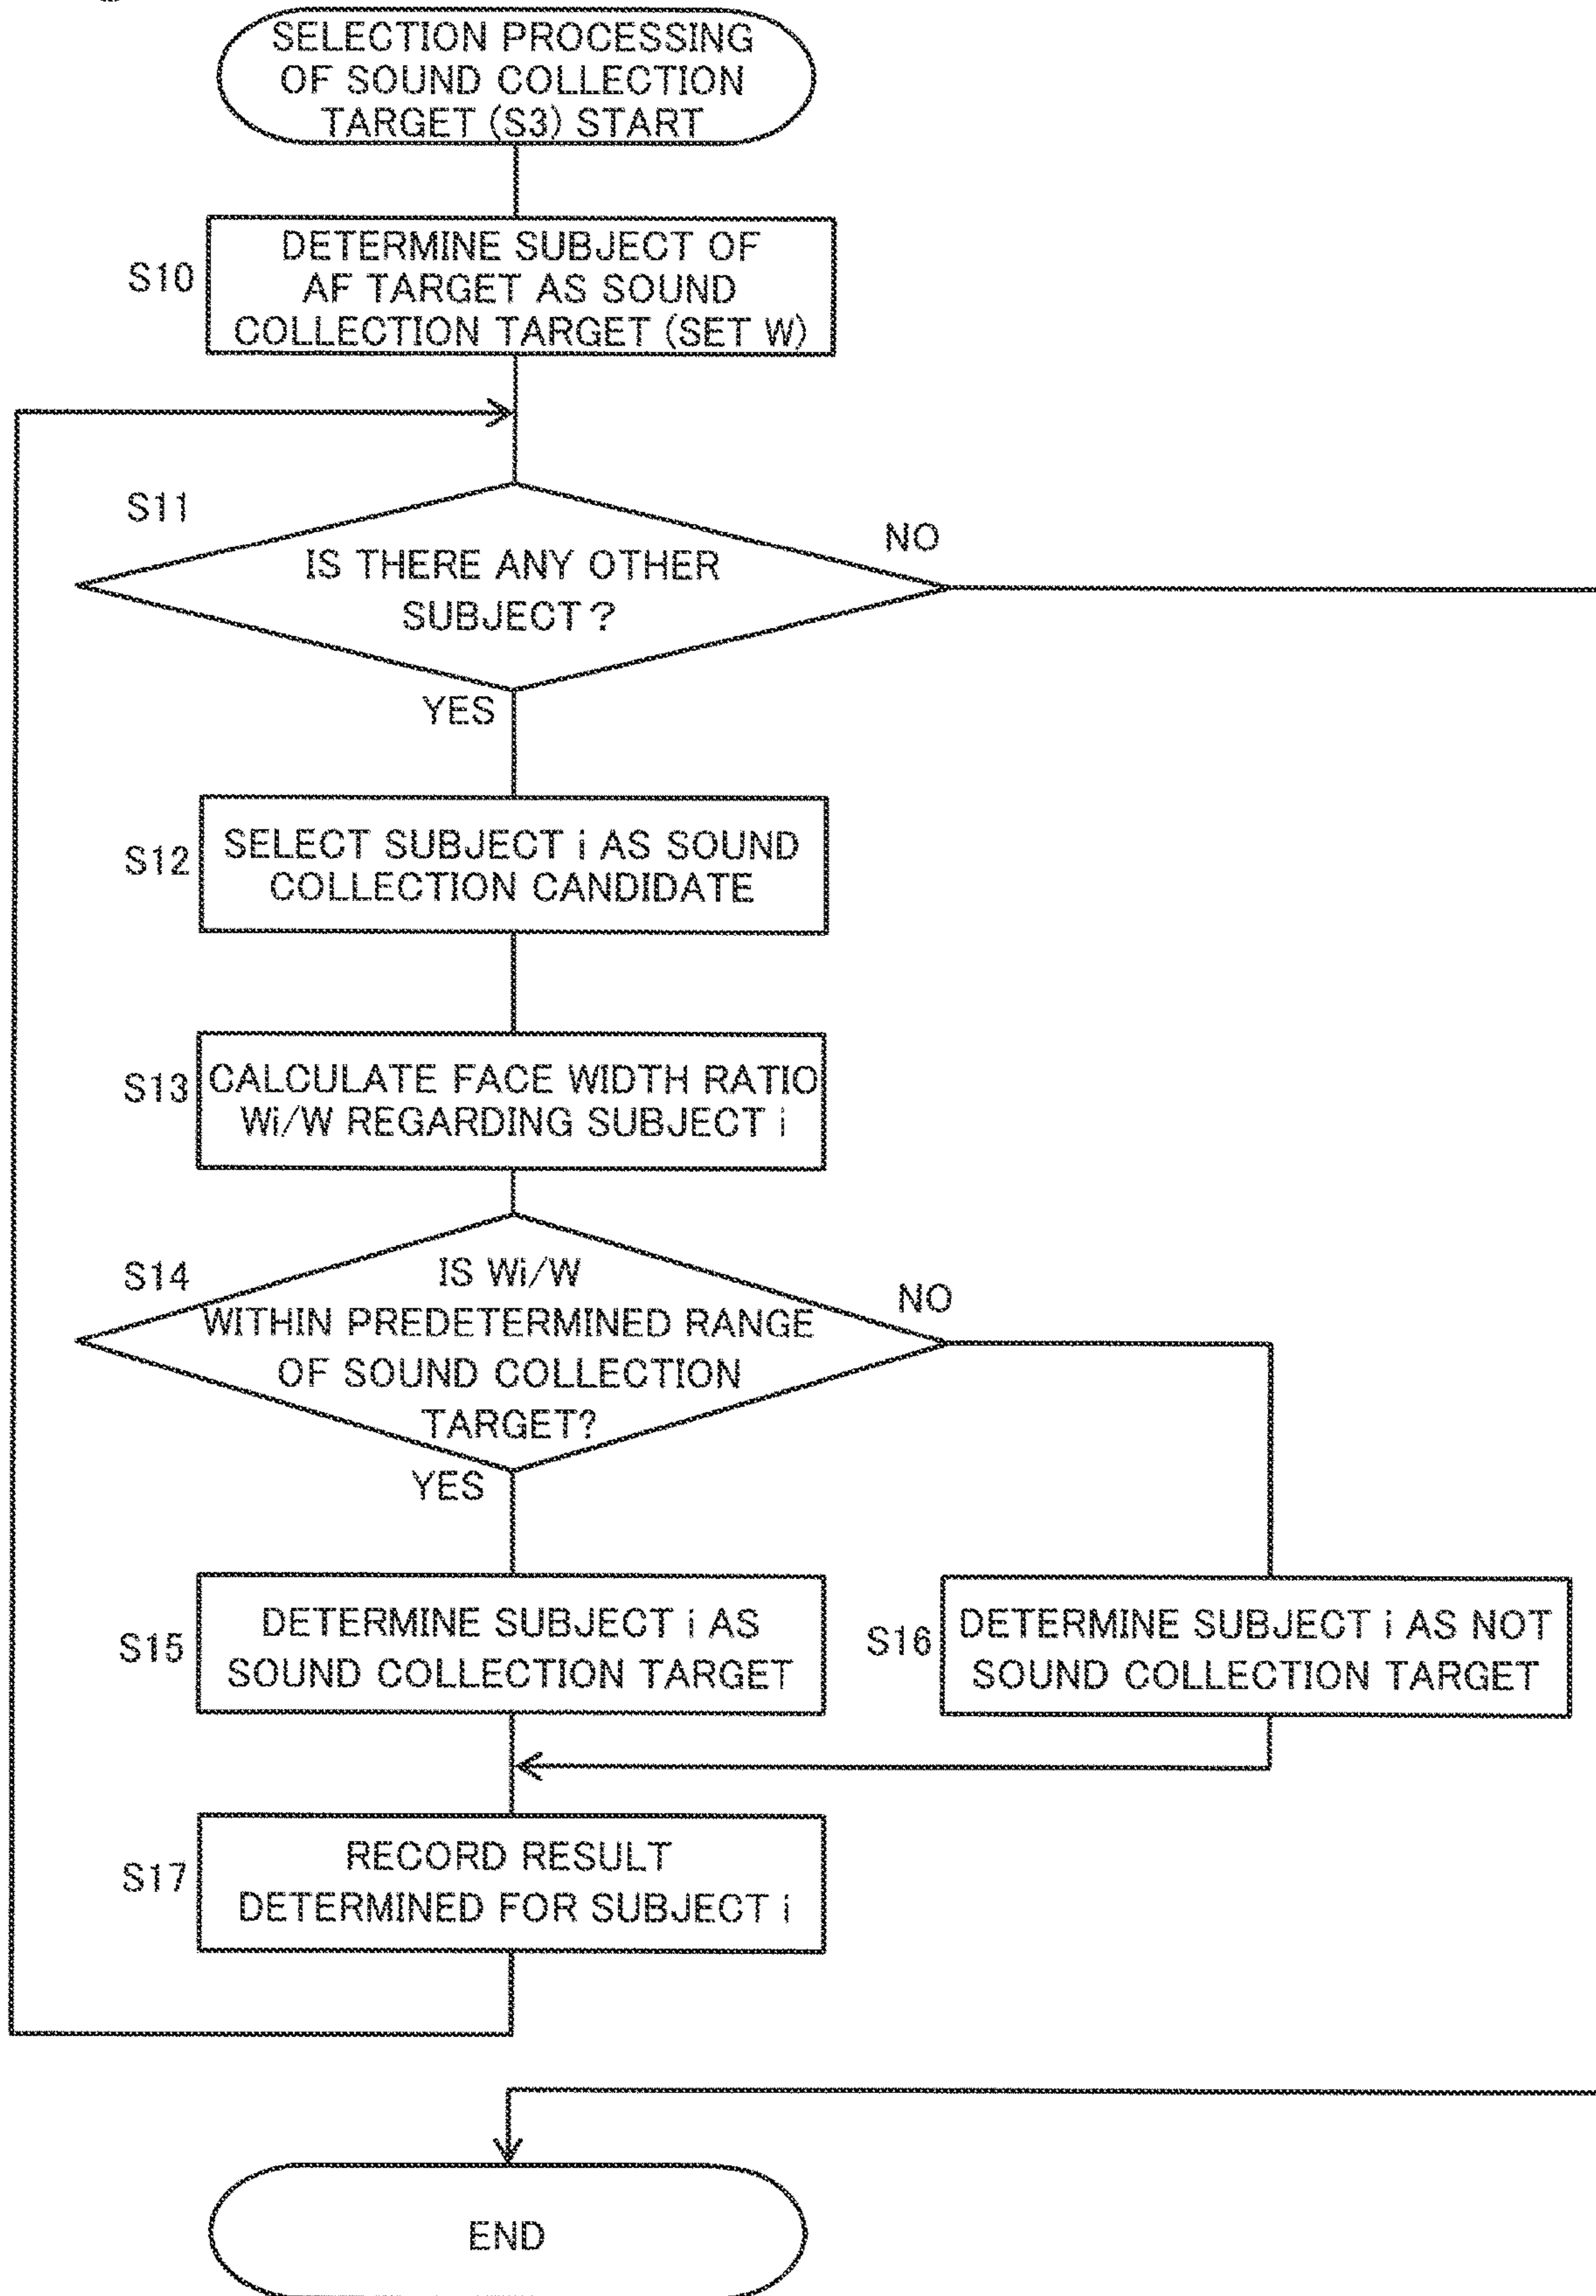 SELECTION PROCESSING
OF SOUND COLLECTION
TARGET (S3) START
S10
DETERMINE SUBJECT OF
AF TARGET AS SOUND
COLLECTION TARGET (SET W)
S11
IS THERE ANY OTHER
SUBJECT?
NO
YES
S12
SELECT SUBJECT i AS SOUND
COLLECTION CANDIDATE
S13
CALCULATE FACE WIDTH RATIO
Wi/W REGARDING SUBJECT i
S14
IS Wi/W
WITHIN PREDETERMINED RANGE
OF SOUND COLLECTION
TARGET?
NO
YES
S15
DETERMINE SUBJECT i AS
SOUND COLLECTION TARGET
S16
DETERMINE SUBJECT i AS NOT
SOUND COLLECTION TARGET
S17
RECORD RESULT
DETERMINED FOR SUBJECT i
END